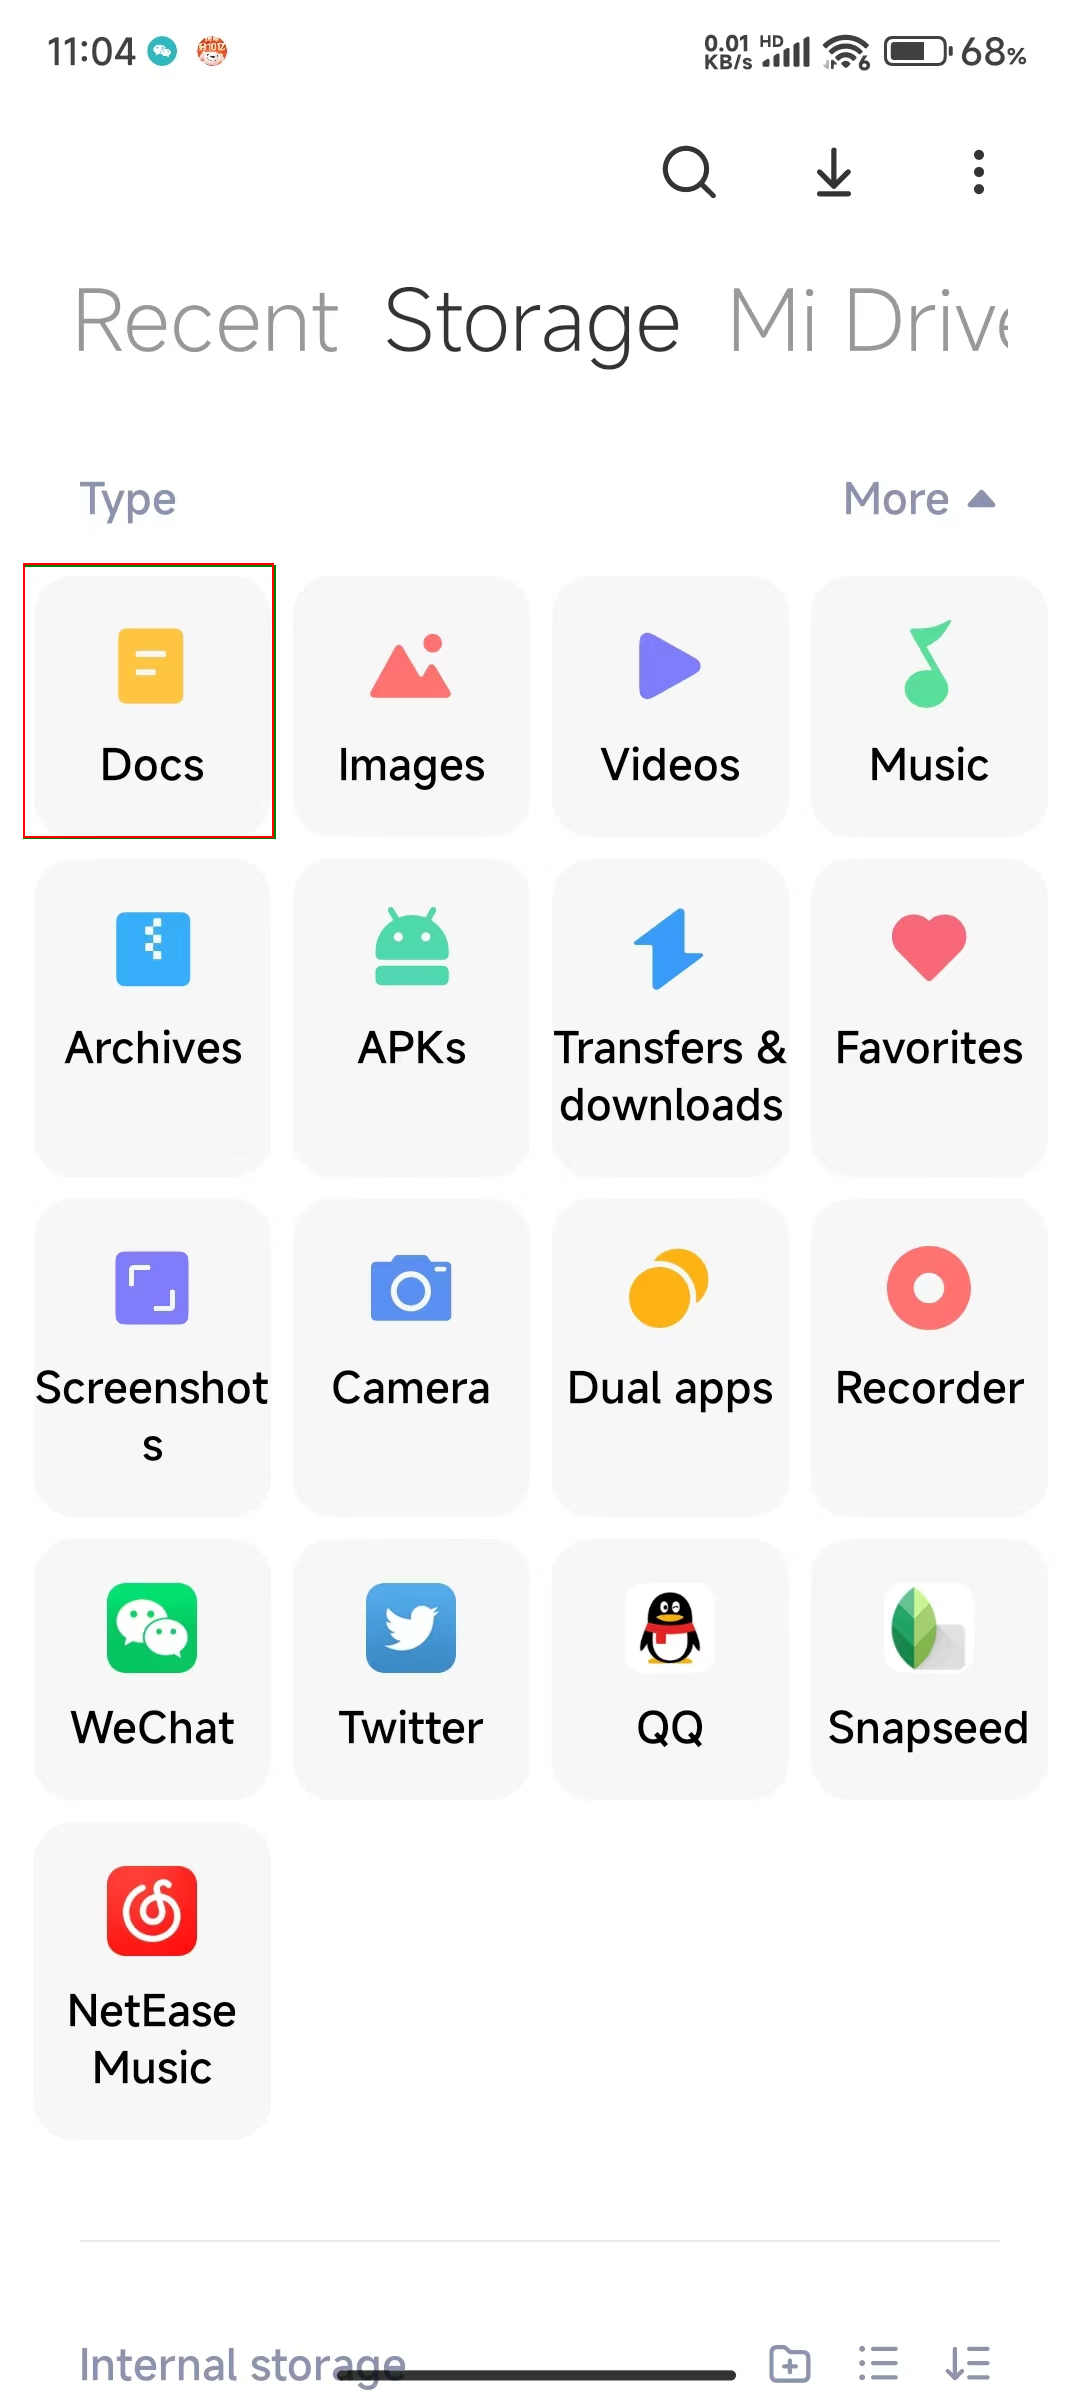 11:04
0.01 KB/s HD 6 68%
Recent Storage Mi Drive
Type More
Docs Images Videos Music
Archives APKs Transfers & downloads Favorites
Screenshots Camera Dual apps Recorder
WeChat Twitter QQ Snapseed
NetEase
Music
Internal storage